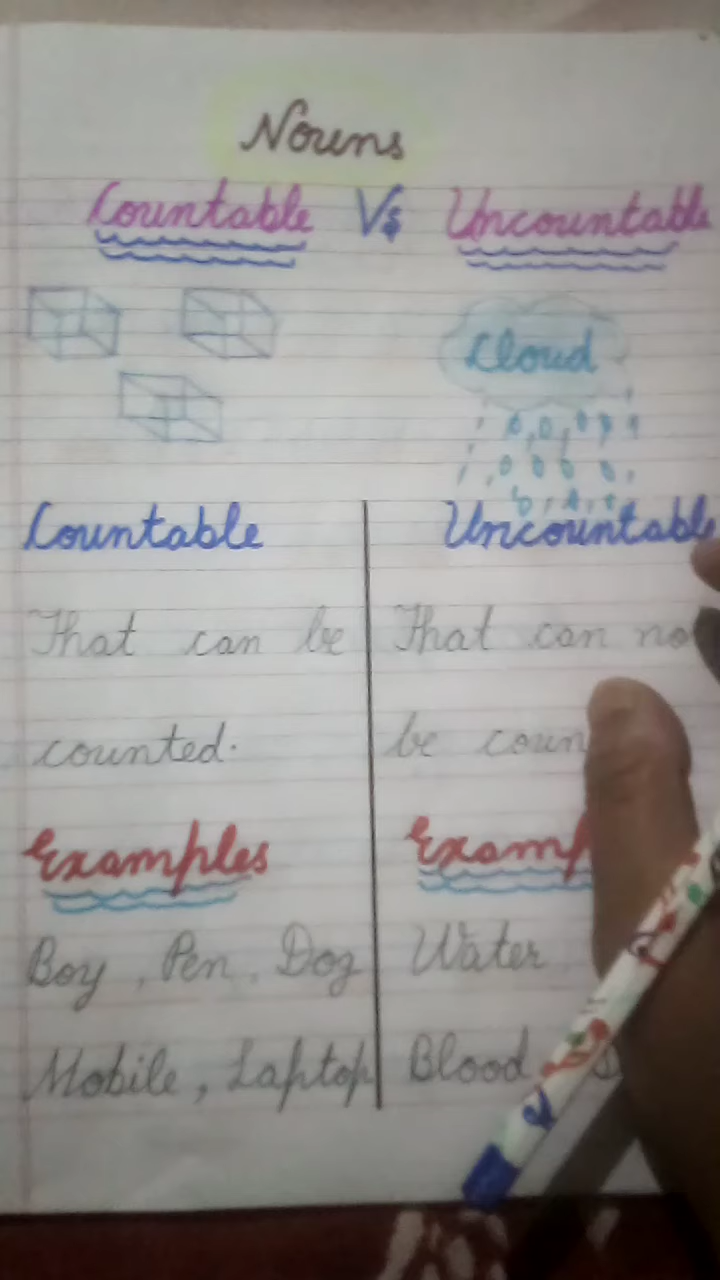 Nouns
Countable Vs Uncountable
Cloud
Countable
Uncountable
That can be
counted.
That can no
be coun
Examples
Examp
Boy, Pen, Dog
Mobile, Laptop
Water
Blood